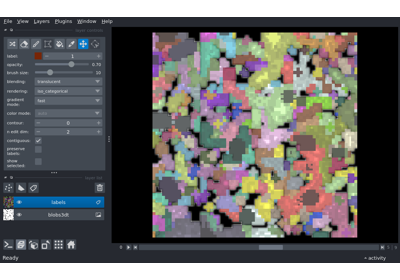 File View Layers Plugins Window Help
label: 1
opacity: 0.70
brush size: 10
blending: translucent
rendering: iso_categorical
gradient mode: fast
color mode:
contour: 0
n edit dim: 2
contiguous:
preserve labels:
show selected:
labels
blobs3dt
Ready
activity